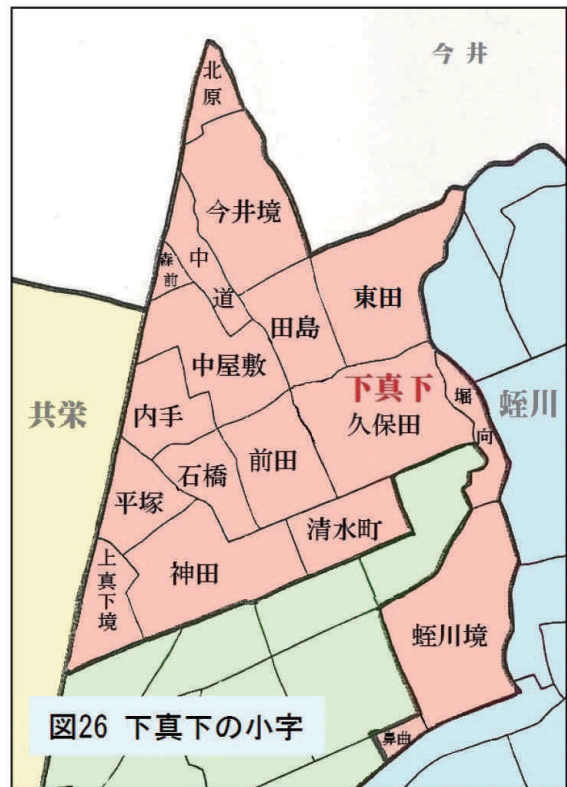 今井
北原
今井境
森前
中道
田島
東田
中屋敷
下真下
久保田
堀向
蛭川
共栄
内手
石橋
前田
平塚
清水町
上真下境
神田
蛭川境
鼻曲
図26 下真下の小字